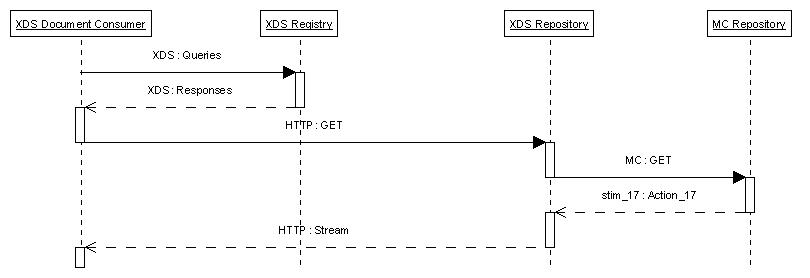 XDS Document Consumer
XDS Registry
XDS Repository
MC Repository
XDS : Queries
XDS : Responses
HTTP : GET
MC : GET
stim_17 : Action_17
HTTP : Stream